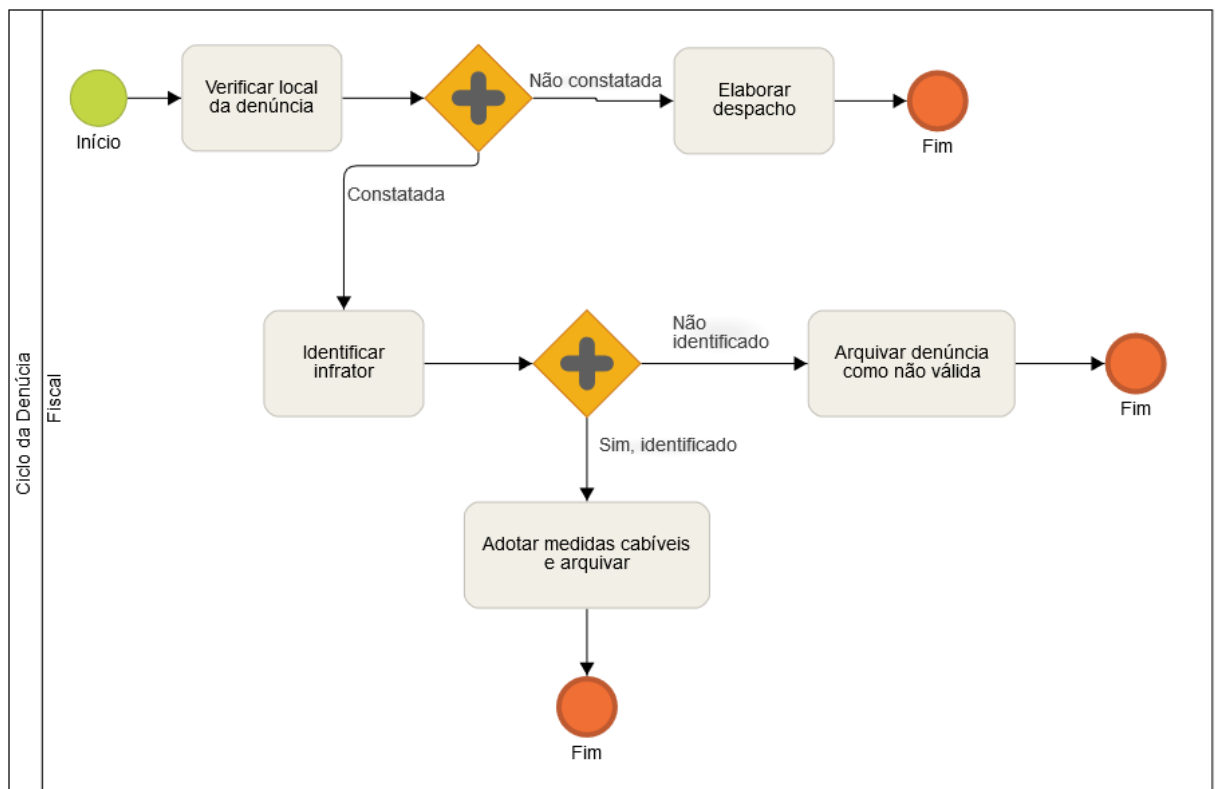 Verificar local
da denúncia
Não constatada
Elaborar
despacho
Início
Fim
Constatada
Identificar
infrator
Não
identificado
Arquivar denúncia
como não válida
Fim
Sim, identificado
Adotar medidas cabíveis
e arquivar
Fim
Ciclo da Denúcia
Fiscal